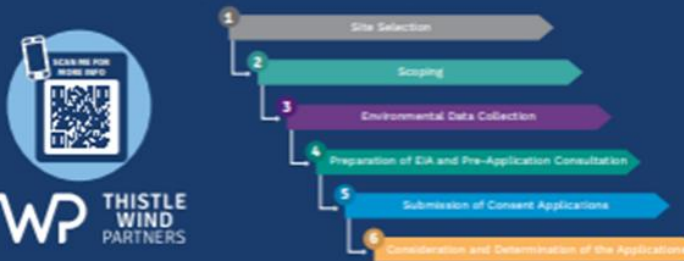 SCAN ME FOR
MORE INFO
WP THISTLE
WIND
PARTNERS
1 Site Selection
2 Scoping
3 Environmental Data Collection
4 Preparation of EIA and Pre-Application Consultation
5 Submission of Consent Applications
6 Consideration and Determination of the Applications